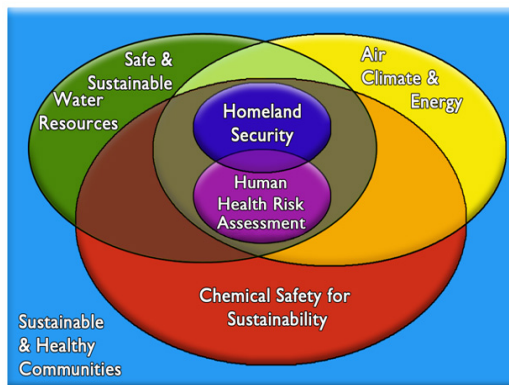 Safe &
Sustainable
Water
Resources
Air
Climate &
Energy
Homeland
Security
Human
Health Risk
Assessment
Chemical Safety for
Sustainability
Sustainable
& Healthy
Communities